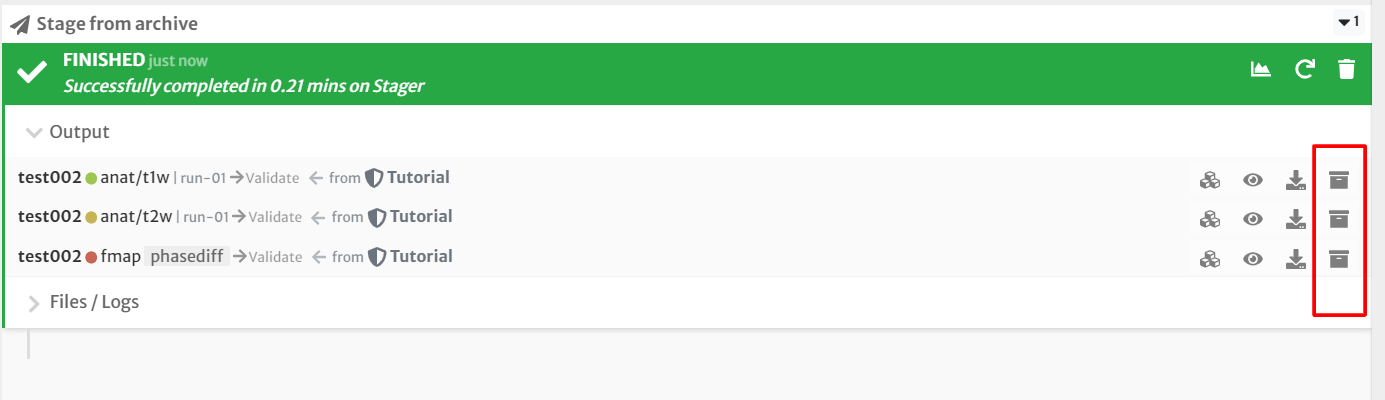 Stage from archive
1
FINISHED just now
Successfully completed in 0.21 mins on Stager
Output
test002 anat/t1w | run-01 → Validate ← from Tutorial
test002 anat/t2w | run-01 → Validate ← from Tutorial
test002 fmap phasediff → Validate ← from Tutorial
Files / Logs